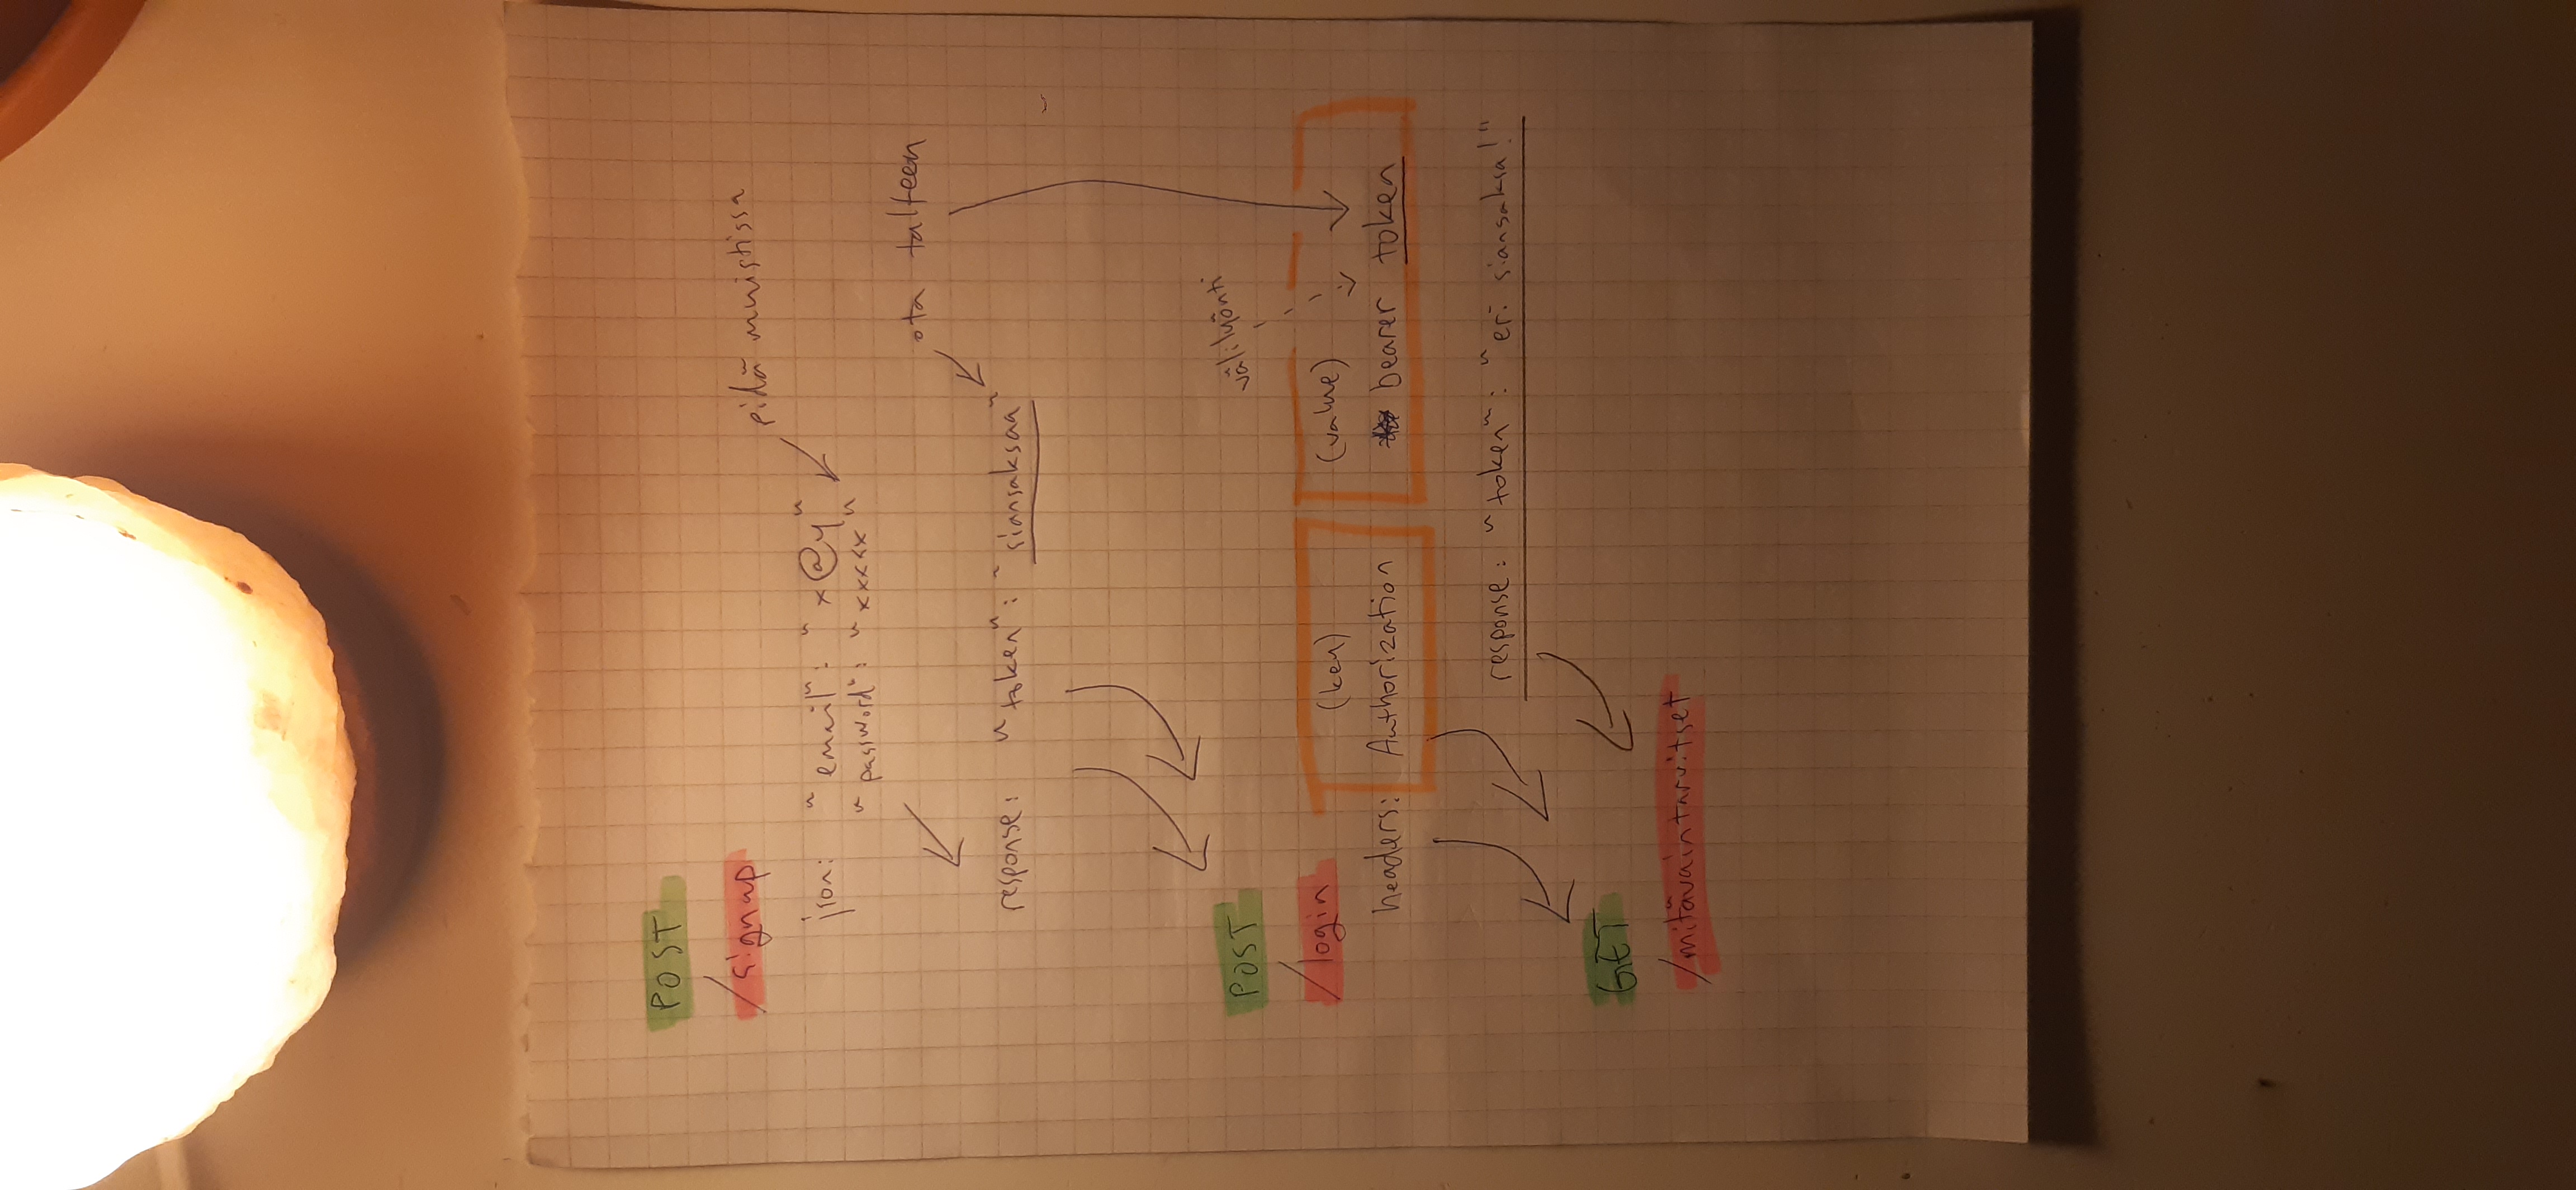 POST
/signup
pidä muistissa
json: "email": "x@y"
"password": "xxxxx"
ota talteen
response: "token": "siansaksaa"
POST
välilyönti
/login
(key) (value)
headers: Authorization bearer token
response: "token": "eri siansaksa!"
GET
/mitävaintarvitset